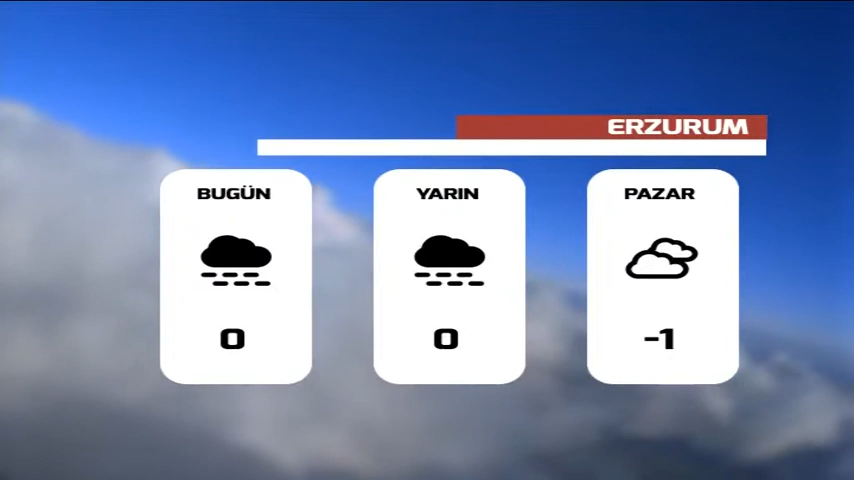 ERZURUM
BUGÜN
YARIN
PAZAR
0
0
-1